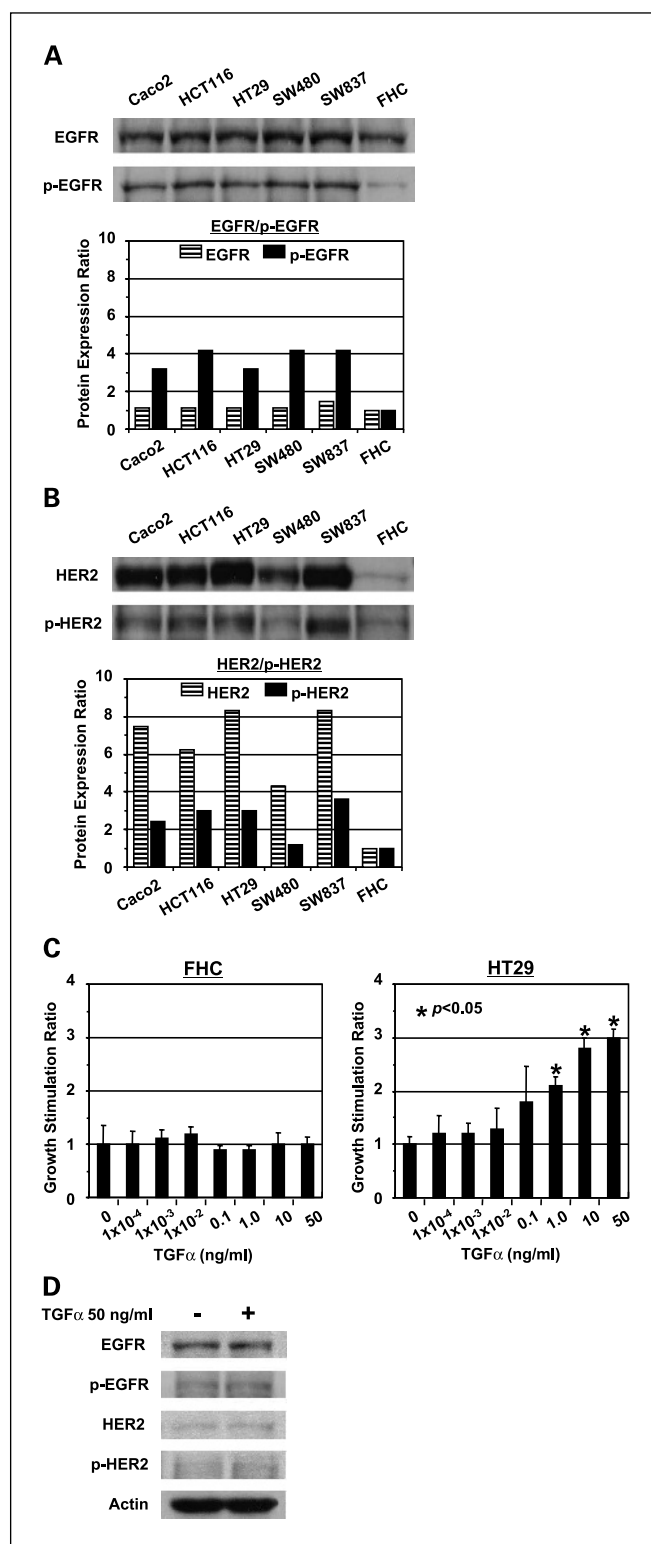 A
Caco2 HCT116 HT29 SW480 SW837 FHC
EGFR
p-EGFR
EGFR/p-EGFR
EGFR p-EGFR
Protein Expression Ratio
10
8
6
4
2
0
Caco2 HCT116 HT29 SW480 SW837 FHC
B
Caco2 HCT116 HT29 SW480 SW837 FHC
HER2
p-HER2
HER2/p-HER2
HER2 p-HER2
Protein Expression Ratio
10
8
6
4
2
0
Caco2 HCT116 HT29 SW480 SW837 FHC
C
FHC
Growth Stimulation Ratio
4
3
2
1
0
0 1x10⁻⁴ 1x10⁻³ 1x10⁻² 0.1 1.0 10 50
TGFα (ng/ml)
HT29
* p<0.05
* * *
Growth Stimulation Ratio
4
3
2
1
0
0 1x10⁻⁴ 1x10⁻³ 1x10⁻² 0.1 1.0 10 50
TGFα (ng/ml)
D
TGFα 50 ng/ml - +
EGFR
p-EGFR
HER2
p-HER2
Actin